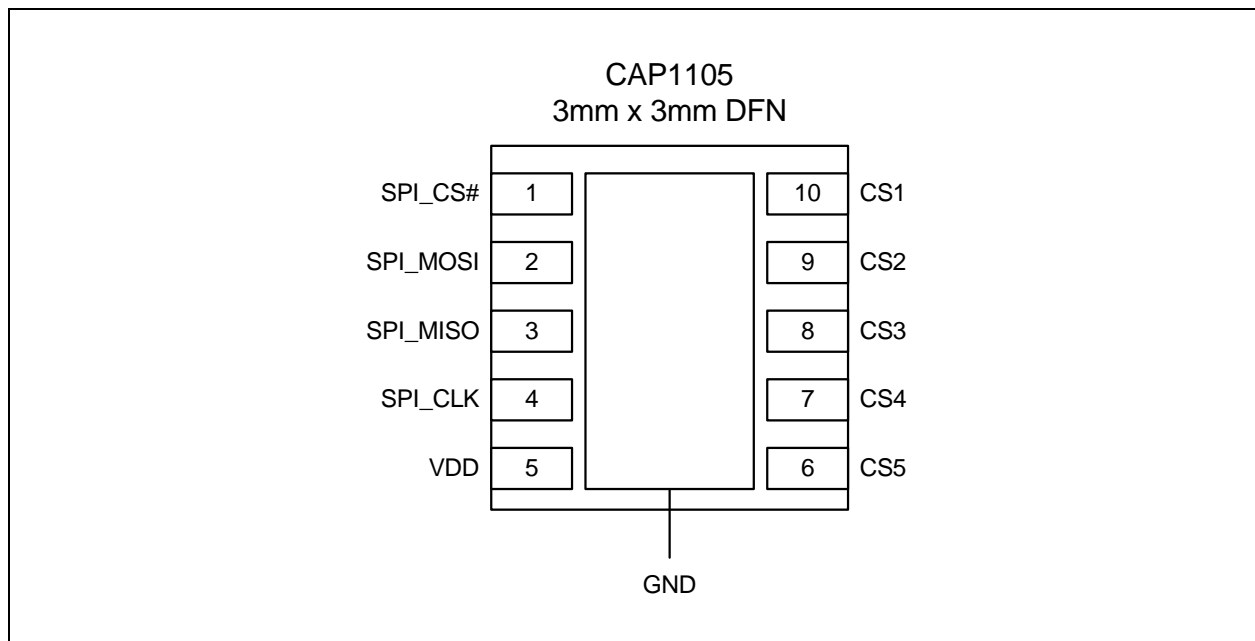 CAP1105
3mm x 3mm DFN
SPI_CS# 1 10 CS1
SPI_MOSI 2 9 CS2
SPI_MISO 3 8 CS3
SPI_CLK 4 7 CS4
VDD 5 6 CS5
GND